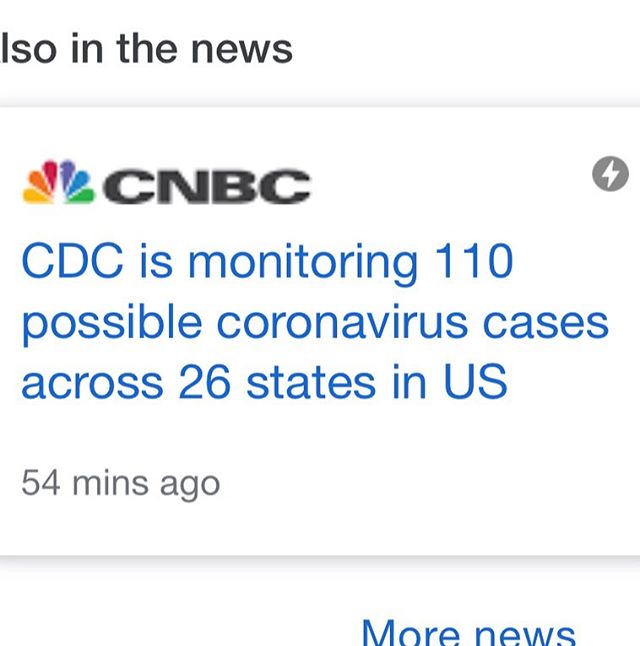 lso in the news
CNBC
CDC is monitoring 110
possible coronavirus cases
across 26 states in US
54 mins ago
More news